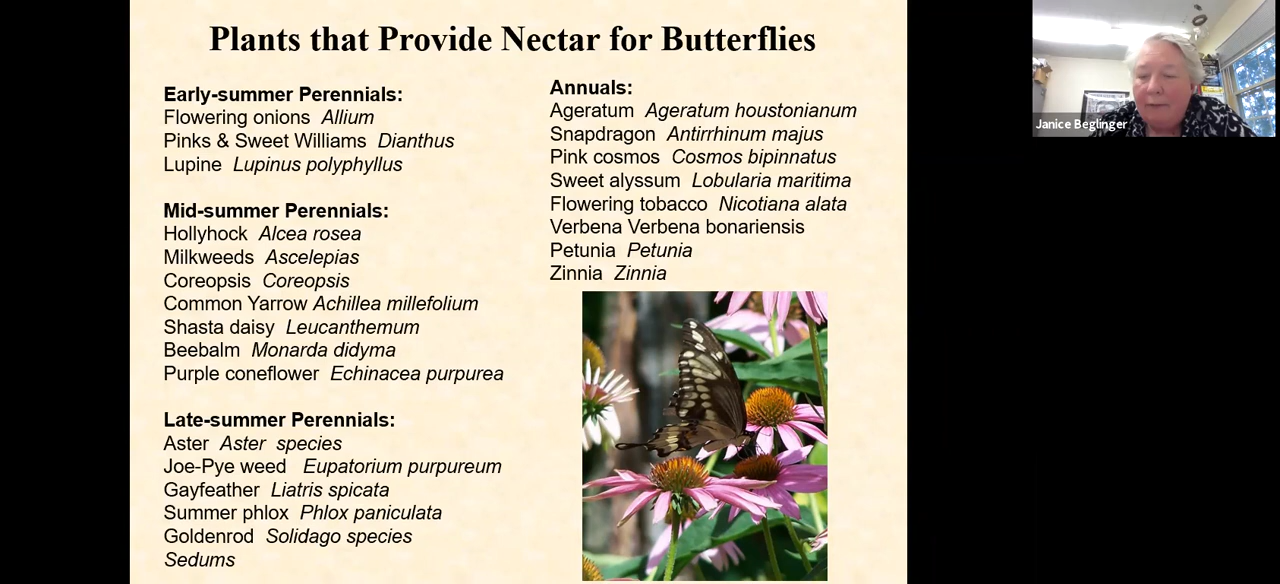 Plants that Provide Nectar for Butterflies
Early-summer Perennials:
Flowering onions Allium
Pinks & Sweet Williams Dianthus
Lupine Lupinus polyphyllus
Mid-summer Perennials:
Hollyhock Alcea rosea
Milkweeds Ascelepias
Coreopsis Coreopsis
Common Yarrow Achillea millefolium
Shasta daisy Leucanthemum
Beebalm Monarda didyma
Purple coneflower Echinacea purpurea
Late-summer Perennials:
Aster Aster species
Joe-Pye weed Eupatorium purpureum
Gayfeather Liatris spicata
Summer phlox Phlox paniculata
Goldenrod Solidago species
Sedums
Annuals:
Ageratum Ageratum houstonianum
Snapdragon Antirrhinum majus
Pink cosmos Cosmos bipinnatus
Sweet alyssum Lobularia maritima
Flowering tobacco Nicotiana alata
Verbena Verbena bonariensis
Petunia Petunia
Zinnia Zinnia
Janice Beglinger